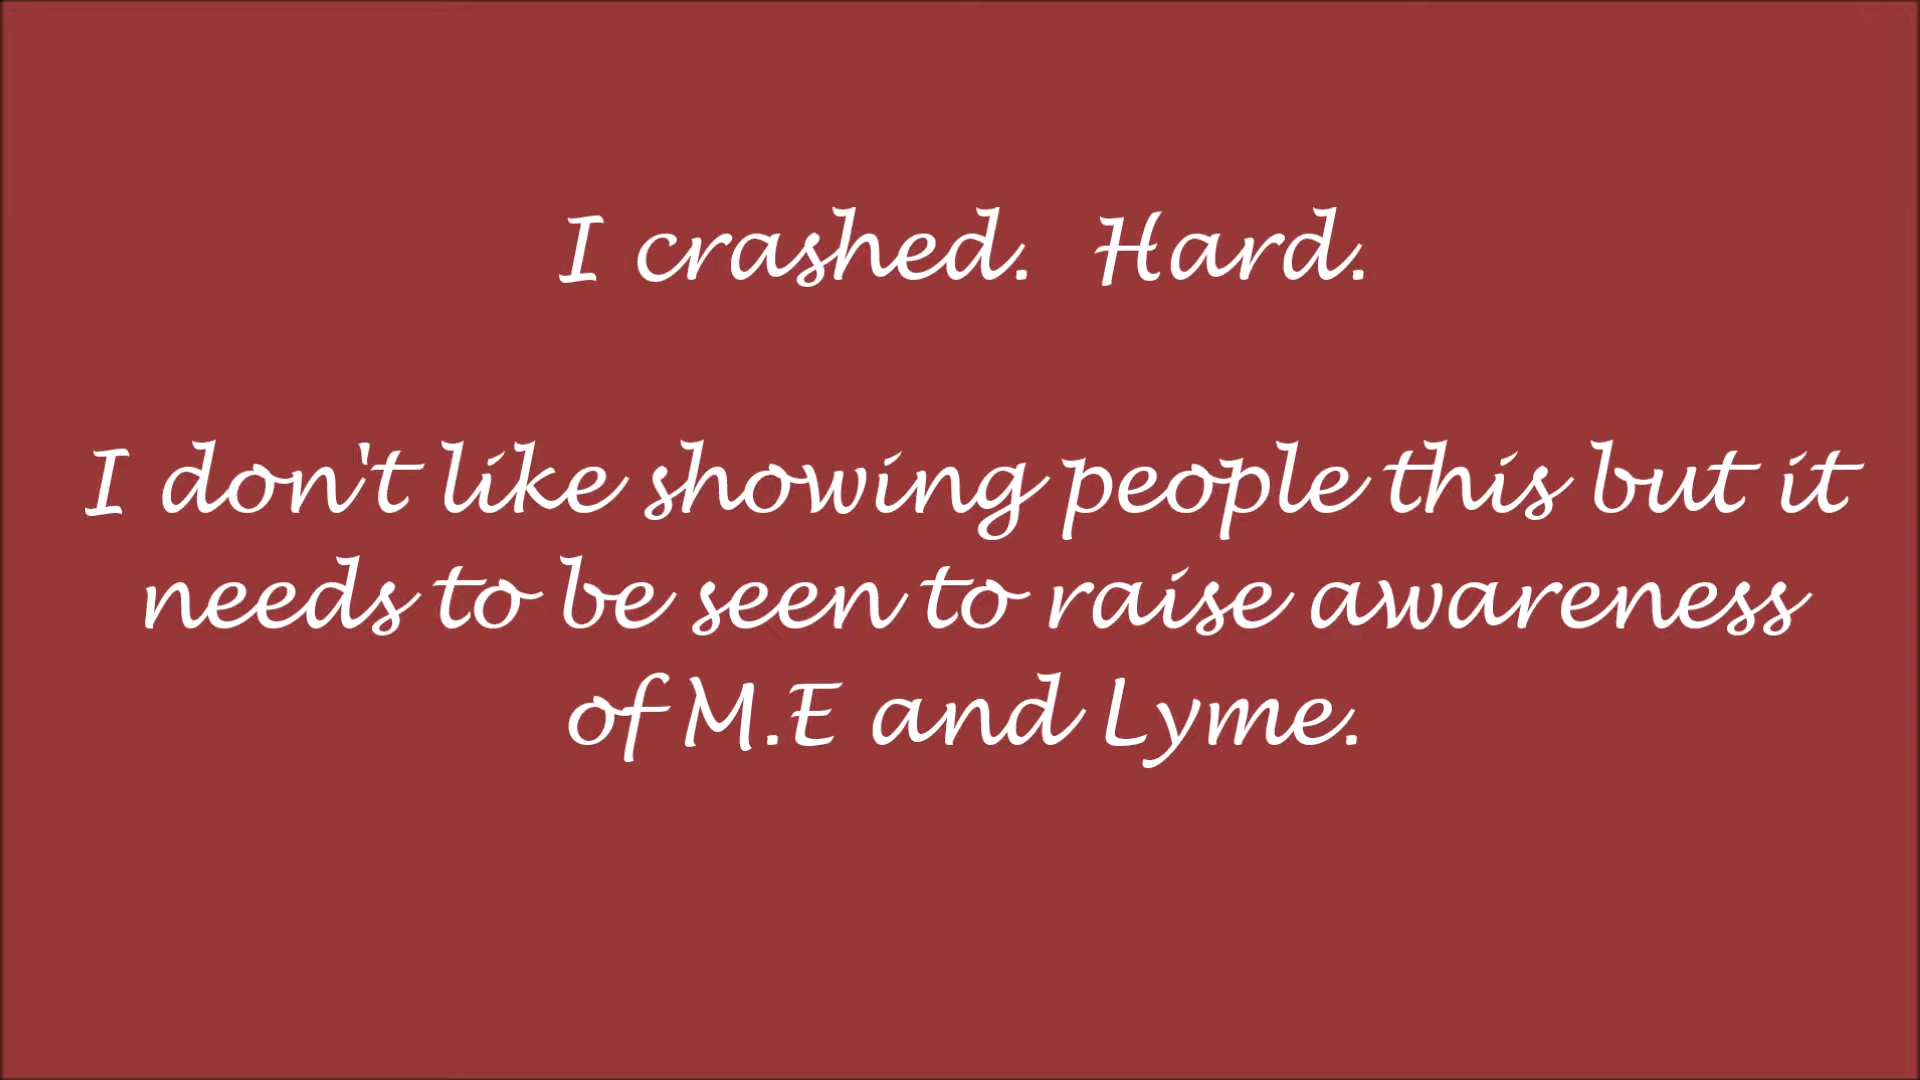 I crashed.  Hard.
I don't like showing people this but it
needs to be seen to raise awareness
of M.E and Lyme.